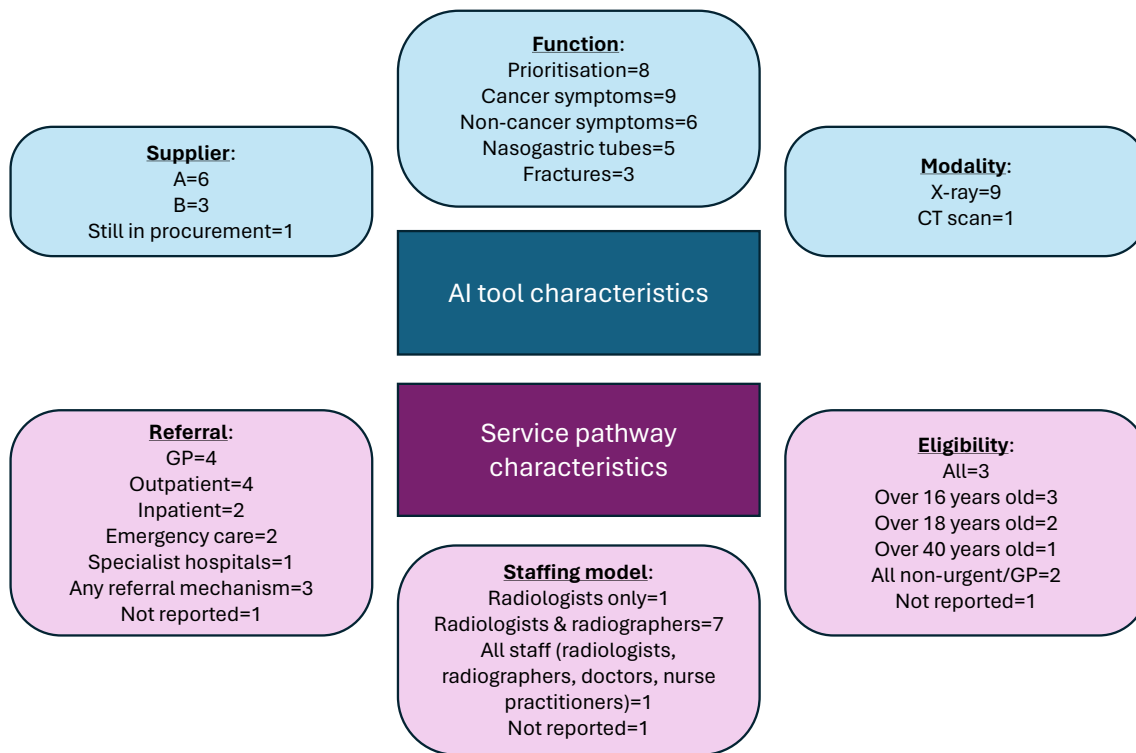 Function:
Prioritisation=8
Cancer symptoms=9
Non-cancer symptoms=6
Nasogastric tubes=5
Fractures=3
Supplier:
A=6
B=3
Still in procurement=1
Modality:
X-ray=9
CT scan=1
AI tool characteristics
Service pathway
characteristics
Referral:
GP=4
Outpatient=4
Inpatient=2
Emergency care=2
Specialist hospitals=1
Any referral mechanism=3
Not reported=1
Eligibility:
All=3
Over 16 years old=3
Over 18 years old=2
Over 40 years old=1
All non-urgent/GP=2
Not reported=1
Staffing model:
Radiologists only=1
Radiologists & radiographers=7
All staff (radiologists,
radiographers, doctors, nurse
practitioners)=1
Not reported=1